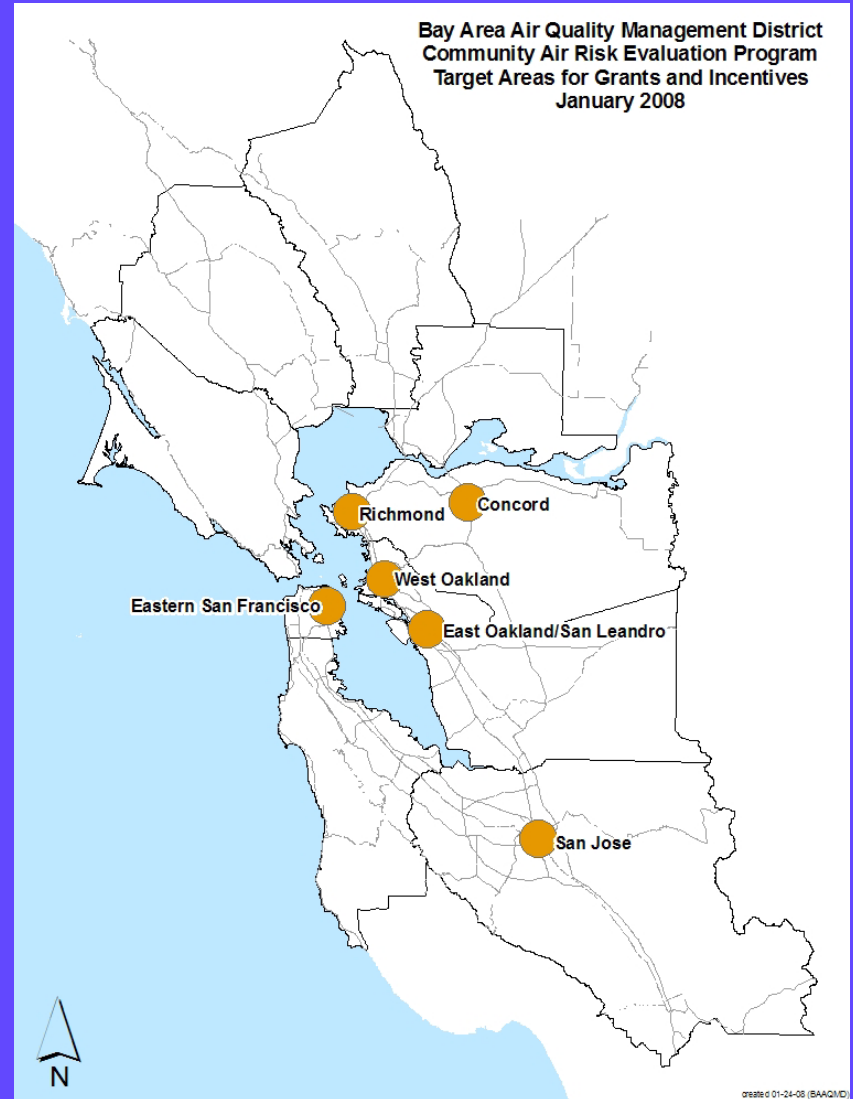 Bay Area Air Quality Management District
Community Air Risk Evaluation Program
Target Areas for Grants and Incentives
January 2008
Concord
Richmond
West Oakland
Eastern San Francisco
East Oakland/San Leandro
San Jose
N
created 01-24-08 (BAAQMD)